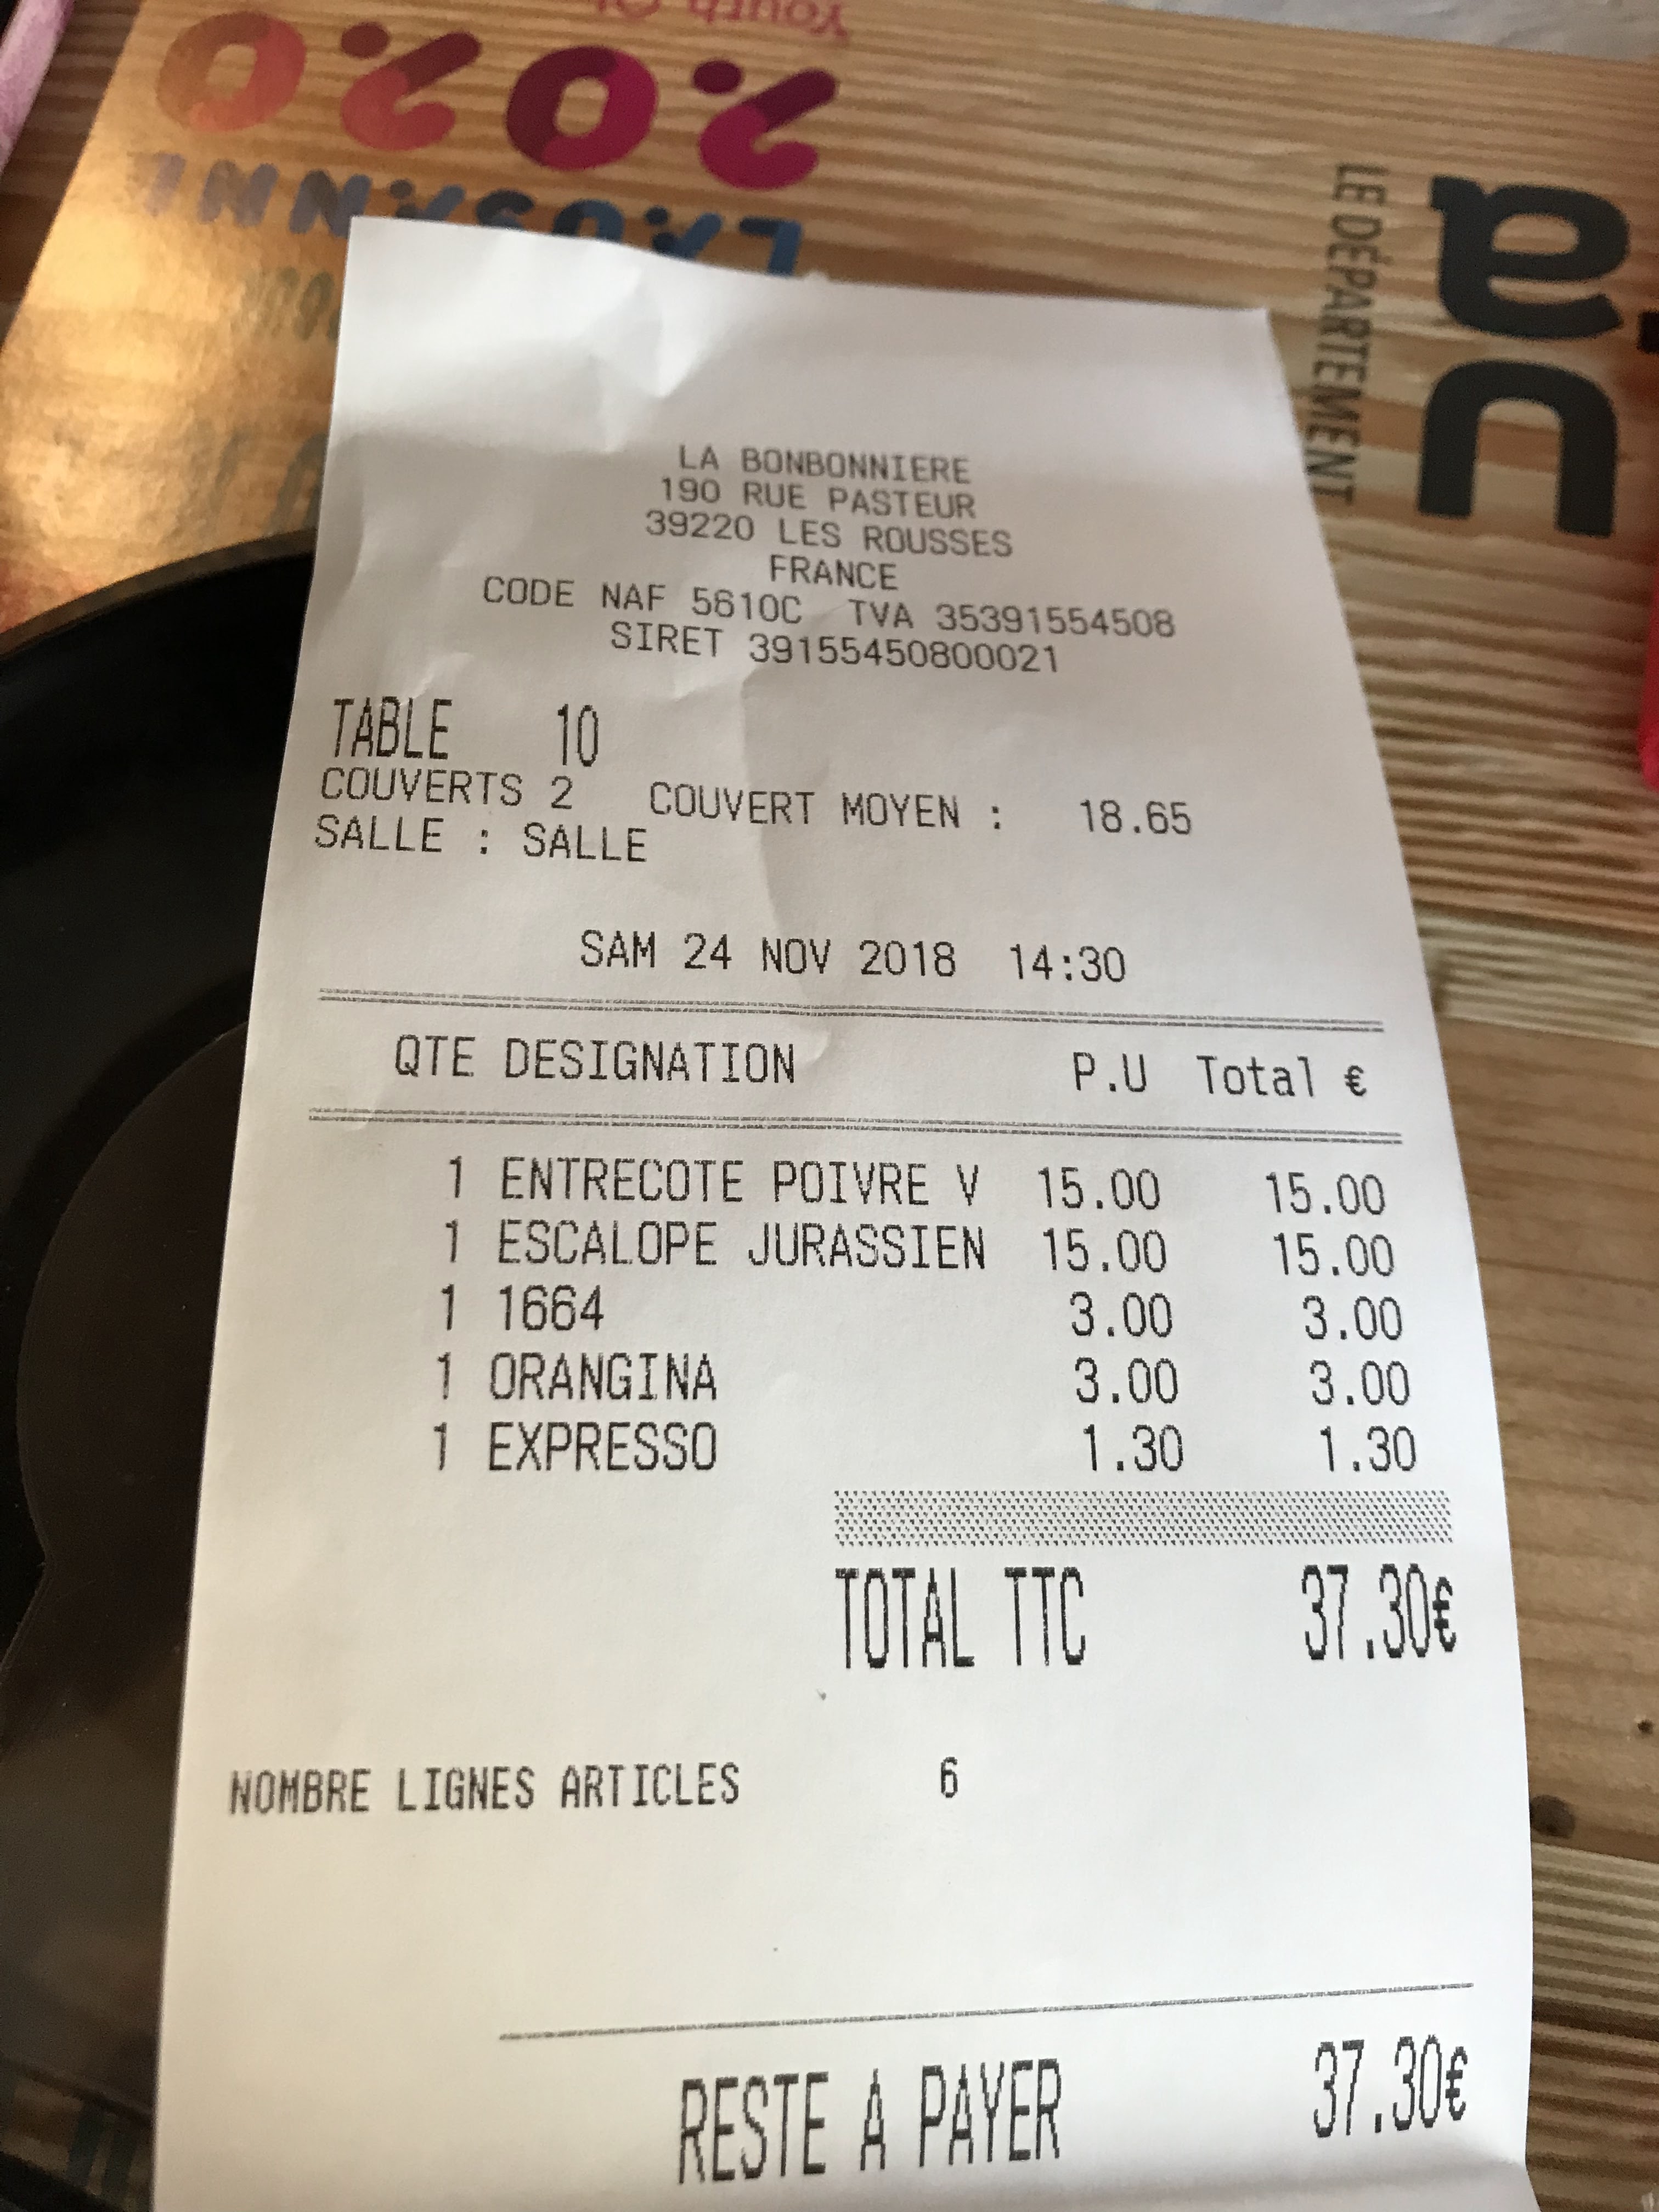 Youth
2020
LAUSANN
LE DÉPARTEMENT
LA BONBONNIERE
190 RUE PASTEUR
39220 LES ROUSSES
FRANCE
CODE NAF 5610C TVA 35391554508
SIRET 39155450800021
TABLE 10
COUVERTS 2 COUVERT MOYEN : 18.65
SALLE : SALLE
SAM 24 NOV 2018 14:30
QTE DESIGNATION P.U Total €
1 ENTRECOTE POIVRE V 15.00 15.00
1 ESCALOPE JURASSIEN 15.00 15.00
1 1664 3.00 3.00
1 ORANGINA 3.00 3.00
1 EXPRESSO 1.30 1.30
TOTAL TTC 37.30€
NOMBRE LIGNES ARTICLES 6
RESTE A PAYER 37.30€